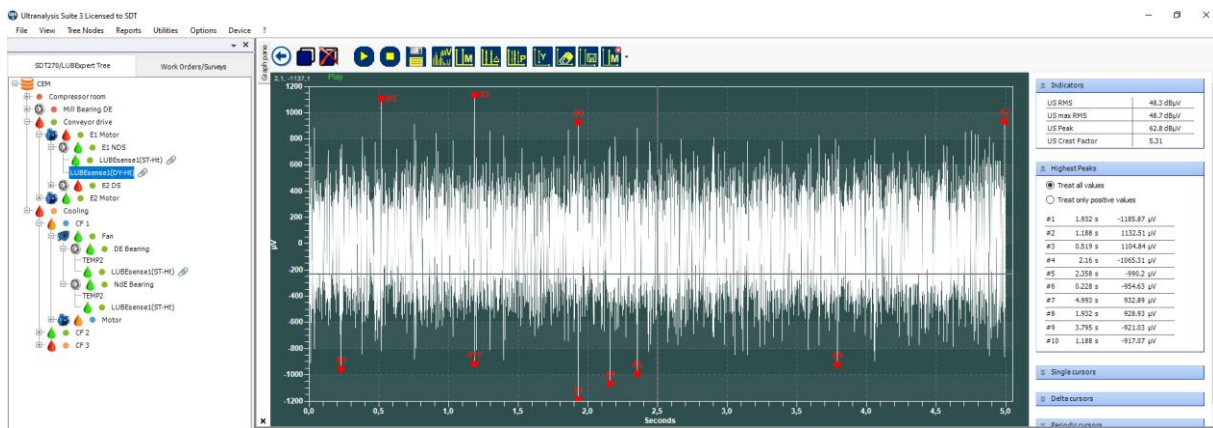 Ultranalysis Suite 3 Licensed to SDT
File View Tree Nodes Reports Utilities Options Device ?
SDT270/LUBExpert Tree
Work Orders/Surveys
CEM
Compressor room
Mill Bearing DE
Conveyor drive
E1 Motor
E1 NDS
LUBEsense1(ST-Ht)
LUBEsense1(DY-Ht)
E2 DS
E2 Motor
Cooling
CF 1
Fan
DE Bearing
TEMP2
LUBEsense1(ST-Ht)
NdE Bearing
TEMP2
LUBEsense1(ST-Ht)
Motor
CF 2
CF 3
Graph pane
2.1, -1137,1 Play
µV
1200
1000
800
600
400
200
0
-200
-400
-600
-800
-1000
-1200
#2
0,0 0,5 1,0 1,5 2,0 2,5 3,0 3,5 4,0 4,5 5,0
Seconds
Indicators
US RMS 48.3 dBµV
US max RMS 48.7 dBµV
US Peak 62.8 dBµV
US Crest Factor 5.31
Highest Peaks
Treat all values
Treat only positive values
#1 1.932 s -1185.87 µV
#2 1.188 s 1132.51 µV
#3 0.519 s 1104.84 µV
#4 2.16 s -1065.31 µV
#5 2.358 s -990.2 µV
#6 0.228 s -954.63 µV
#7 4.993 s 932.89 µV
#8 1.932 s 928.93 µV
#9 3.795 s -921.03 µV
#10 1.188 s -917.07 µV
Single cursors
Delta cursors
Periodic cursors